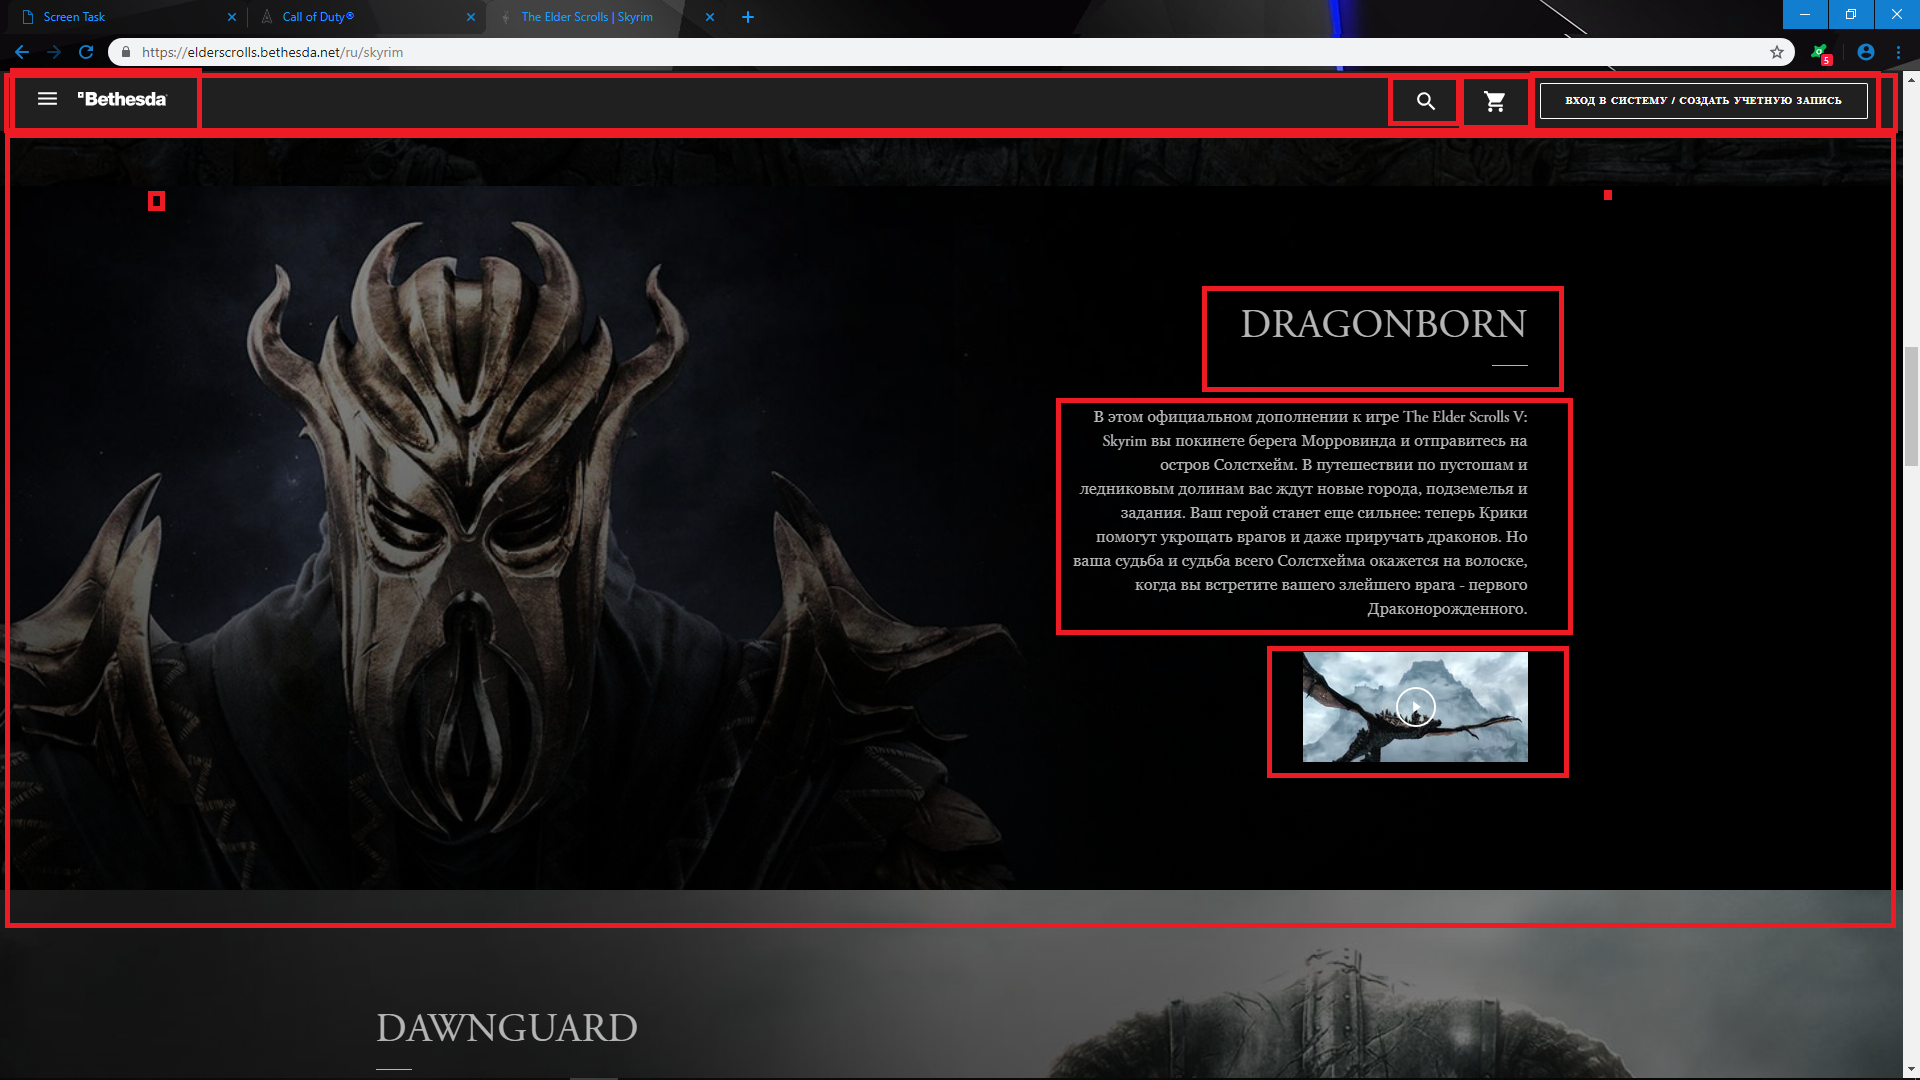 Screen Task
Call of Duty®
The Elder Scrolls | Skyrim
https://elderscrolls.bethesda.net/ru/skyrim
5
Bethesda
ВХОД В СИСТЕМУ / СОЗДАТЬ УЧЕТНУЮ ЗАПИСЬ
DRAGONBORN
В этом официальном дополнении к игре The Elder Scrolls V:
Skyrim вы покинете берега Морровинда и отправитесь на
остров Солстхейм. В путешествии по пустошам и
ледниковым долинам вас ждут новые города, подземелья и
задания. Ваш герой станет еще сильнее: теперь Крики
помогут укрощать врагов и даже приручать драконов. Но
ваша судьба и судьба всего Солстхейма окажется на волоске,
когда вы встретите вашего злейшего врага - первого
Драконорожденного.
DAWNGUARD